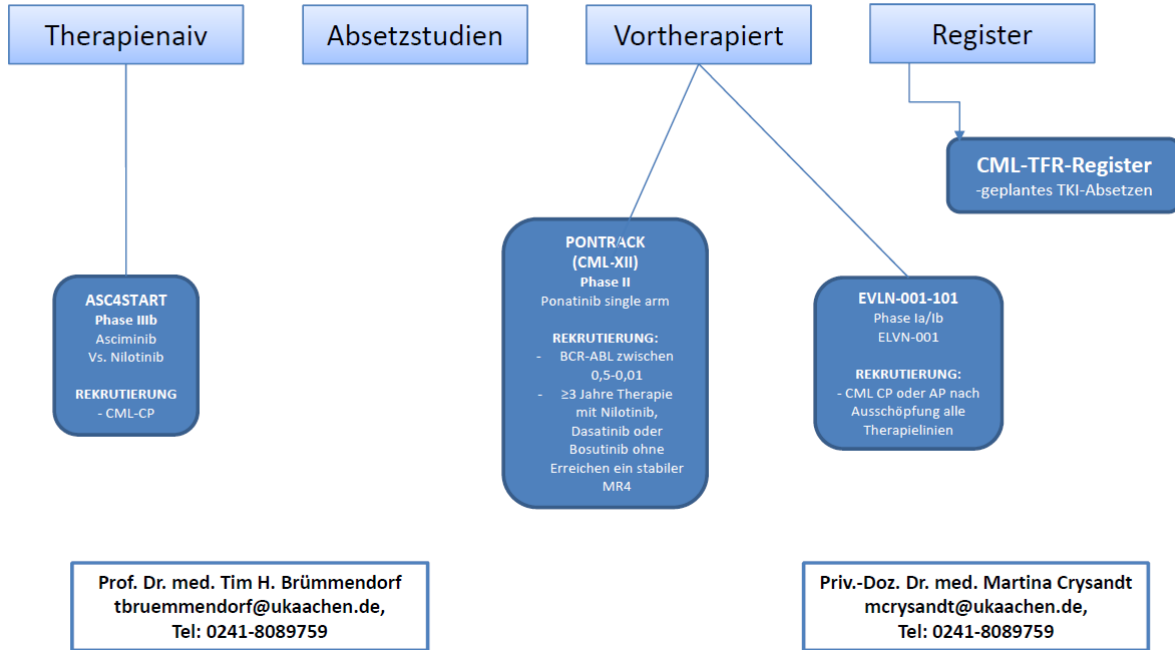 Therapienaiv
Absetzstudien
Vortherapiert
Register
CML-TFR-Register
-geplantes TKI-Absetzen
ASC4START
Phase IIIb
Asciminib
Vs. Nilotinib
REKRUTIERUNG
- CML-CP
PONTRACK
(CML-XII)
Phase II
Ponatinib single arm
REKRUTIERUNG:
- BCR-ABL zwischen
0,5-0,01
- ≥3 Jahre Therapie
mit Nilotinib,
Dasatinib oder
Bosutinib ohne
Erreichen ein stabiler
MR4
EVLN-001-101
Phase Ia/Ib
ELVN-001
REKRUTIERUNG:
- CML CP oder AP nach
Ausschöpfung alle
Therapielinien
Prof. Dr. med. Tim H. Brümmendorf
tbruemmendorf@ukaachen.de,
Tel: 0241-8089759
Priv.-Doz. Dr. med. Martina Crysandt
mcrysandt@ukaachen.de,
Tel: 0241-8089759